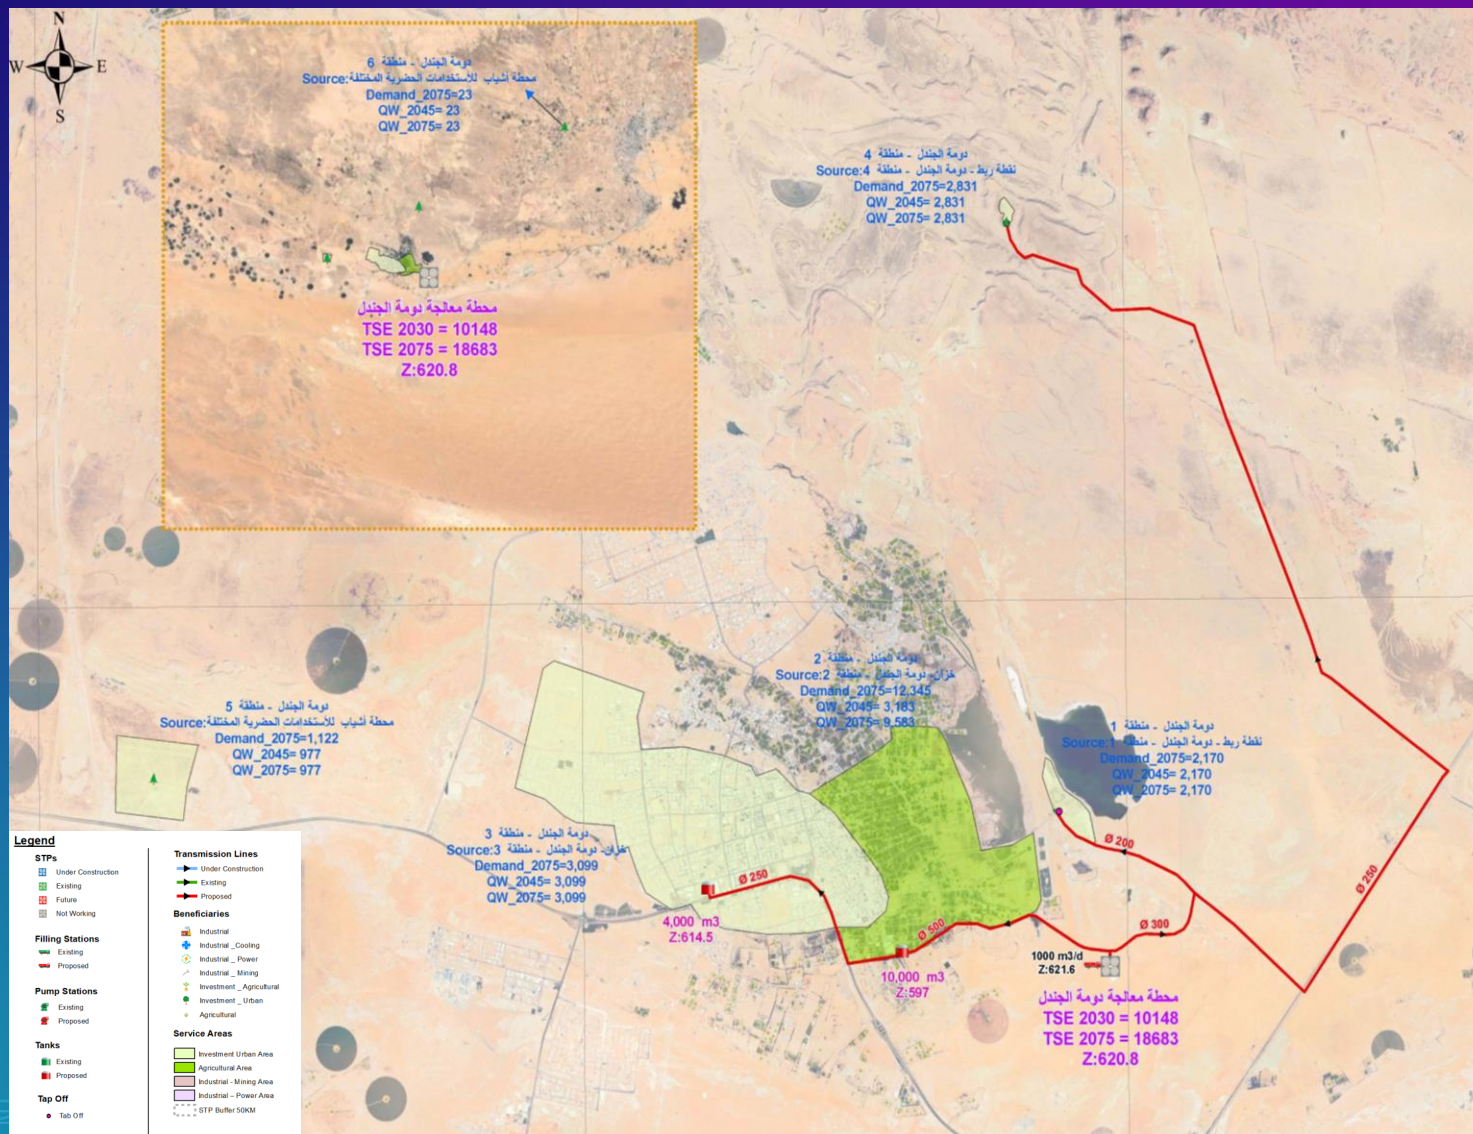 N
W
E
S
دومة الجندل - منطقة 6
Source:محطة أشياب للأستخدامات الحضرية المختلفة
Demand_2075=23
QW_2045= 23
QW_2075= 23
محطة معالجة دومة الجندل
TSE 2030 = 10148
TSE 2075 = 18683
Z:620.8
دومة الجندل - منطقة 4
Source:نقطة ربط - دومة الجندل - منطقة 4
Demand_2075=2,831
QW_2045= 2,831
QW_2075= 2,831
دومة الجندل - منطقة 2
Source:خزان- دومة الجندل - منطقة 2
Demand_2075=12,345
QW_2045= 3,183
QW_2075= 9,583
دومة الجندل - منطقة 5
Source:محطة أشياب للأستخدامات الحضرية المختلفة
Demand_2075=1,122
QW_2045= 977
QW_2075= 977
دومة الجندل - منطقة 1
Source:نقطة ربط - دومة الجندل - منطقة 1
Demand_2075=2,170
QW_2045= 2,170
QW_2075= 2,170
دومة الجندل - منطقة 3
Source:خزان- دومة الجندل - منطقة 3
Demand_2075=3,099
QW_2045= 3,099
QW_2075= 3,099
Ø 200
Ø 250
Ø 250
Ø 500
Ø 300
4,000 m3
Z:614.5
10,000 m3
Z:597
1000 m3/d
Z:621.6
محطة معالجة دومة الجندل
TSE 2030 = 10148
TSE 2075 = 18683
Z:620.8
Legend
STPs
Under Construction
Existing
Future
Not Working
Filling Stations
Existing
Proposed
Pump Stations
Existing
Proposed
Tanks
Existing
Proposed
Tap Off
Tab Off
Transmission Lines
Under Construction
Existing
Proposed
Beneficiaries
Industrial
Industrial _Cooling
Industrial _ Power
Industrial _ Mining
Investment _ Agricultural
Investment _ Urban
Agricultural
Service Areas
Investment Urban Area
Agricultural Area
Industrial - Mining Area
Industrial – Power Area
STP Buffer 50KM